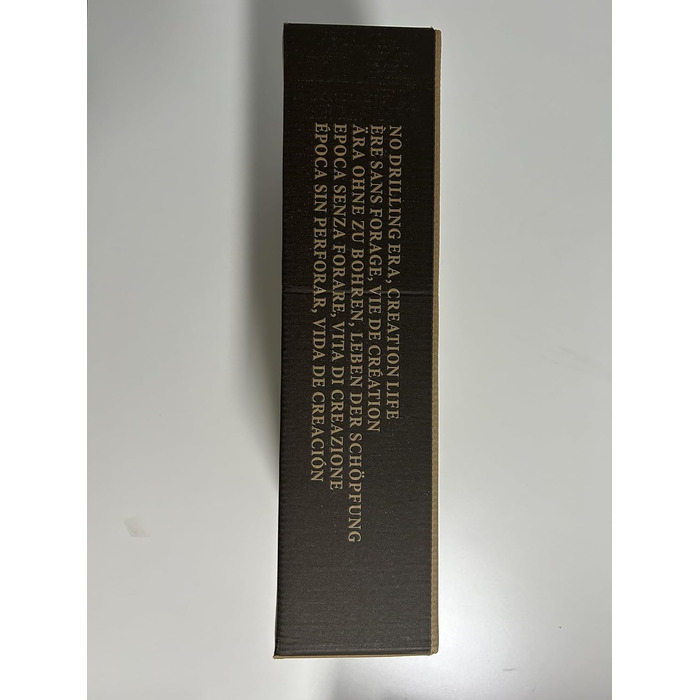 NO DRILLING ERA, CREATION LIFE
ÈRE SANS FORAGE, VIE DE CRÉATION
ÄRA OHNE ZU BOHREN, LEBEN DER SCHÖPFUNG
EPOCA SENZA FORARE, VITA DI CREAZIONE
ÉPOCA SIN PERFORAR, VIDA DE CREACIÓN